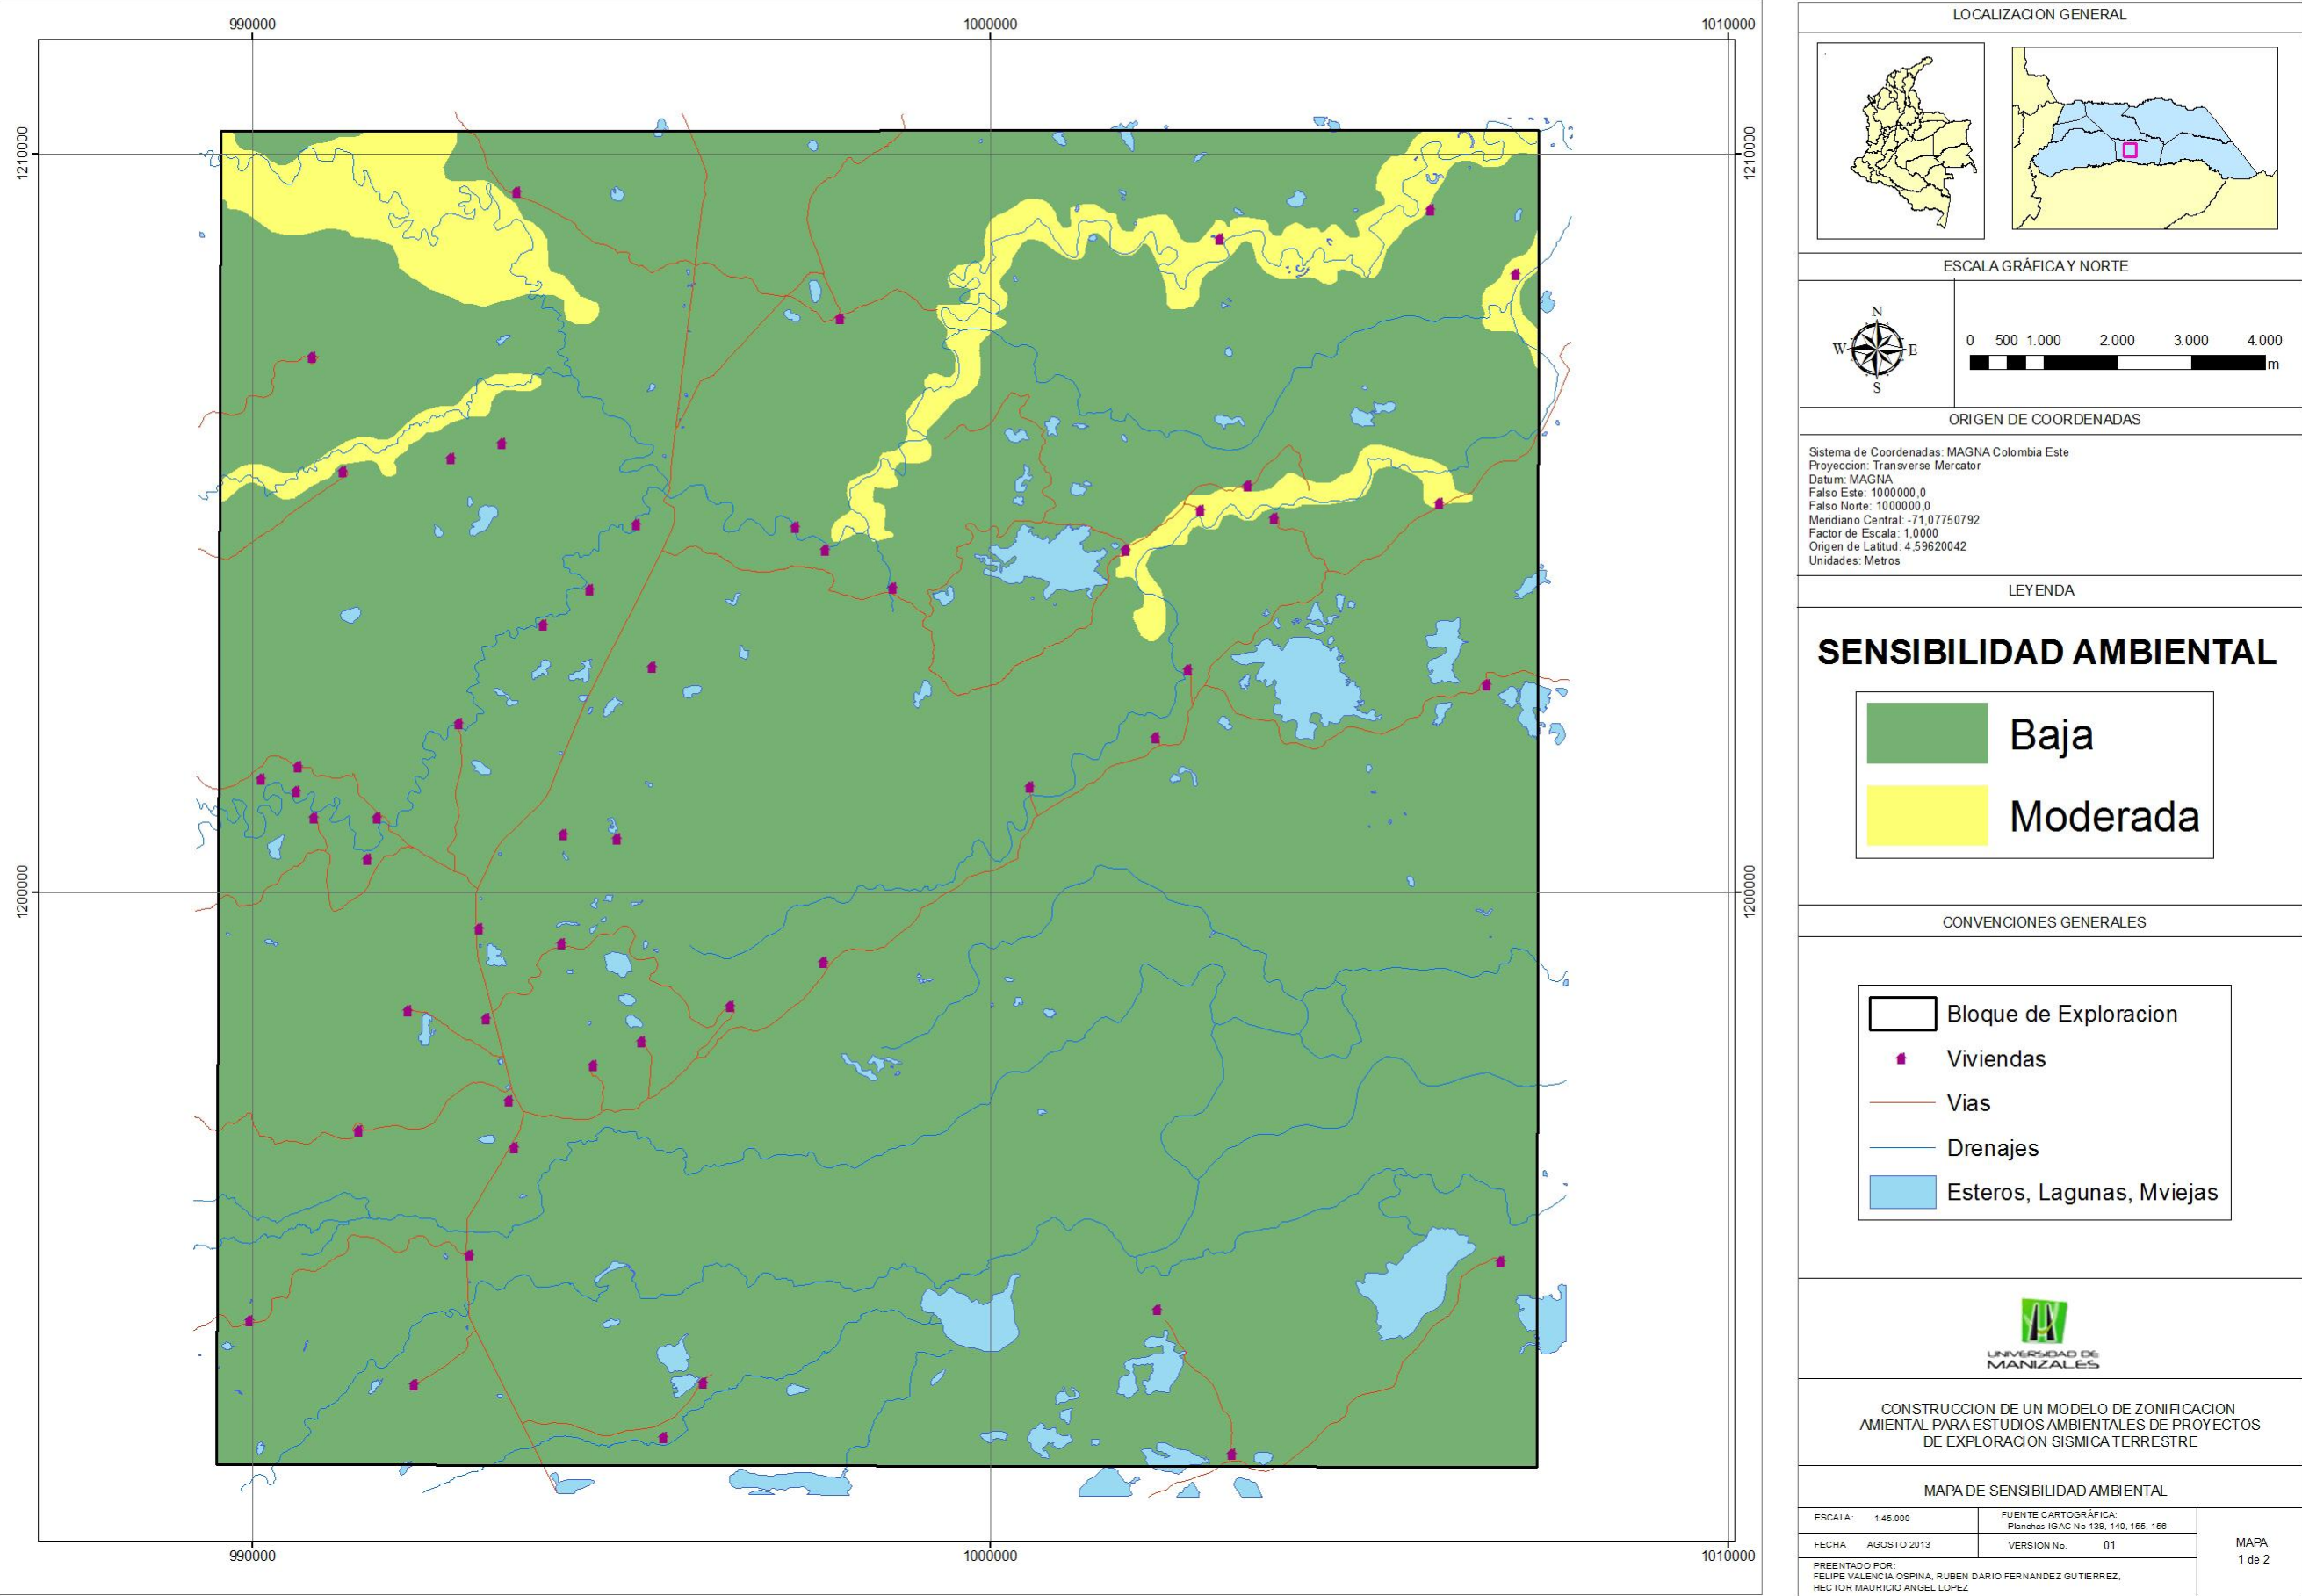 990000
1000000
1010000
1210000
1210000
1200000
1200000
990000
1000000
1010000
LOCALIZACION GENERAL
ESCALA GRÁFICA Y NORTE
N
W
E
S
0 500 1.000 2.000 3.000 4.000
m
ORIGEN DE COORDENADAS
Sistema de Coordenadas: MAGNA Colombia Este
Proyeccion: Transverse Mercator
Datum: MAGNA
Falso Este: 1000000,0
Falso Norte: 1000000,0
Meridiano Central: -71,07750792
Factor de Escala: 1,0000
Origen de Latitud: 4,59620042
Unidades: Metros
LEYENDA
SENSIBILIDAD AMBIENTAL
Baja
Moderada
CONVENCIONES GENERALES
Bloque de Exploracion
Viviendas
Vias
Drenajes
Esteros, Lagunas, Mviejas
UNIVERSIDAD DE
MANIZALES
CONSTRUCCION DE UN MODELO DE ZONIFICACION
AMIENTAL PARA ESTUDIOS AMBIENTALES DE PROYECTOS
DE EXPLORACION SISMICA TERRESTRE
MAPA DE SENSIBILIDAD AMBIENTAL
ESCALA: 1:45.000
FUENTE CARTOGRÁFICA:
Planchas IGAC No 139, 140, 155, 156
FECHA AGOSTO 2013
VERSION No. 01
MAPA
1 de 2
PREENTADO POR:
FELIPE VALENCIA OSPINA, RUBEN DARIO FERNANDEZ GUTIERREZ,
HECTOR MAURICIO ANGEL LOPEZ